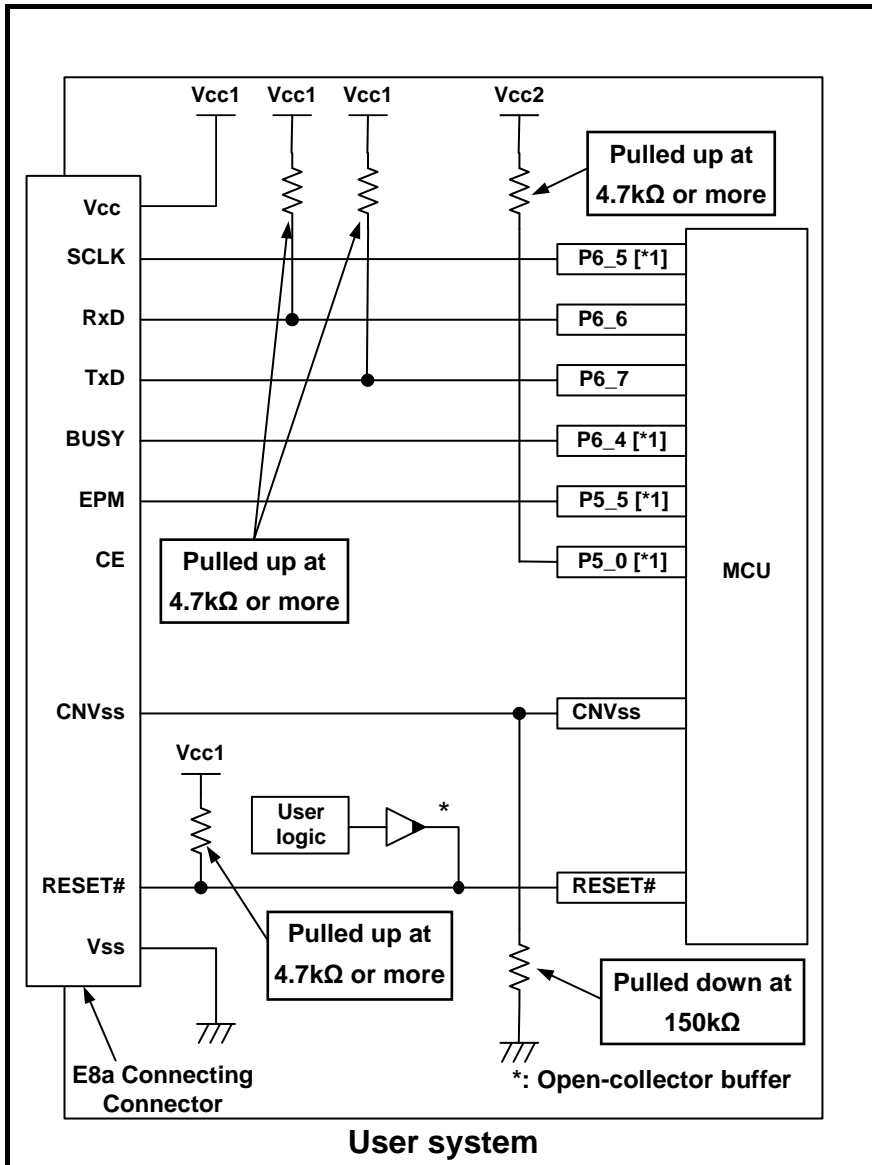 Vcc1 Vcc1 Vcc1 Vcc2
Pulled up at
4.7kΩ or more
Vcc
SCLK P6_5 [*1]
RxD P6_6
TxD P6_7
BUSY P6_4 [*1]
EPM P5_5 [*1]
CE P5_0 [*1]
MCU
Pulled up at
4.7kΩ or more
CNVss CNVss
Vcc1
User
logic
*
RESET# RESET#
Vss
Pulled up at
4.7kΩ or more
Pulled down at
150kΩ
E8a Connecting
Connector
*: Open-collector buffer
User system